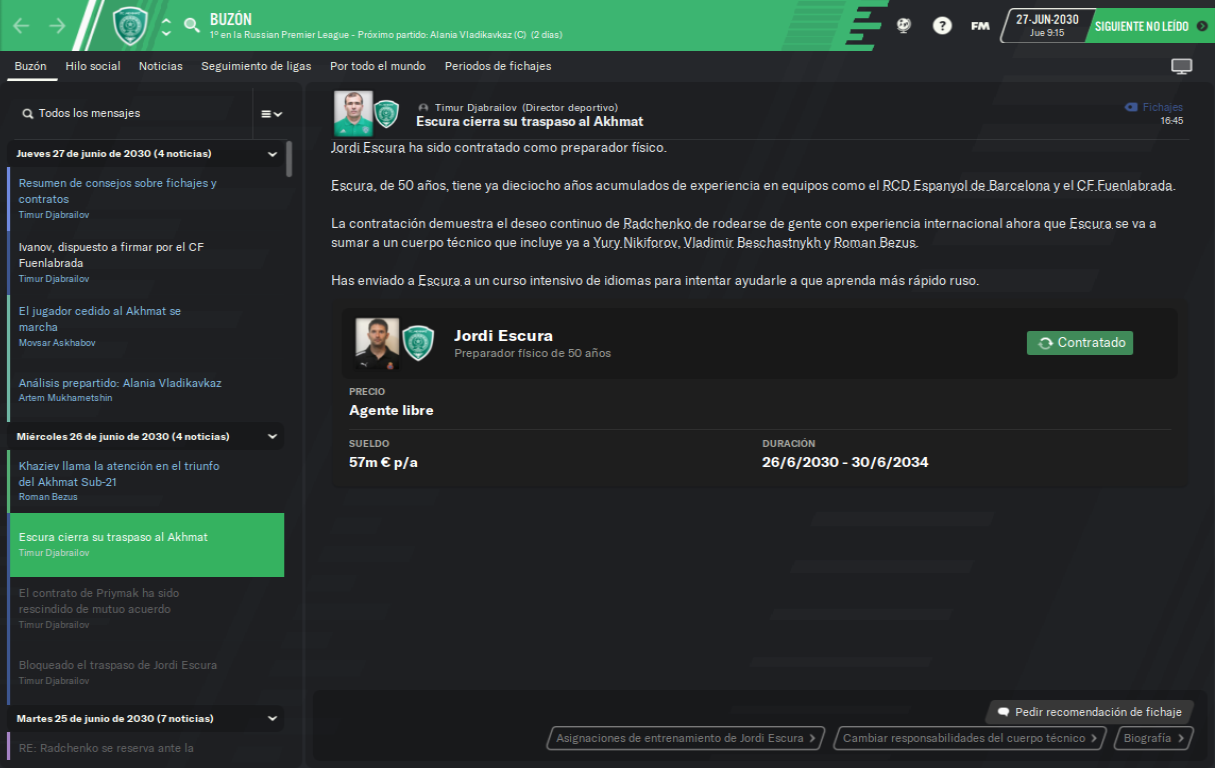 BUZÓN
1º en la Russian Premier League - Próximo partido: Alania Vladikavkaz (C) (2 días)
?
FM
27-JUN-2030
Jue 9:15
SIGUIENTE NO LEÍDO
Buzón Hilo social Noticias Seguimiento de ligas Por todo el mundo Periodos de fichajes
Todos los mensajes
Jueves 27 de junio de 2030 (4 noticias)
Resumen de consejos sobre fichajes y
contratos
Timur Djabrailov
Ivanov, dispuesto a firmar por el CF
Fuenlabrada
Timur Djabrailov
El jugador cedido al Akhmat se
marcha
Movsar Askhabov
Análisis prepartido: Alania Vladikavkaz
Artem Mukhametshin
Miércoles 26 de junio de 2030 (4 noticias)
Khaziev llama la atención en el triunfo
del Akhmat Sub-21
Roman Bezus
Escura cierra su traspaso al Akhmat
Timur Djabrailov
El contrato de Priymak ha sido
rescindido de mutuo acuerdo
Timur Djabrailov
Bloqueado el traspaso de Jordi Escura
Timur Djabrailov
Martes 25 de junio de 2030 (7 noticias)
RE: Radchenko se reserva ante la
Timur Djabrailov (Director deportivo)
Escura cierra su traspaso al Akhmat
Fichajes
16:45
Jordi Escura ha sido contratado como preparador físico.
Escura, de 50 años, tiene ya dieciocho años acumulados de experiencia en equipos como el RCD Espanyol de Barcelona y el CF Fuenlabrada.
La contratación demuestra el deseo continuo de Radchenko de rodearse de gente con experiencia internacional ahora que Escura se va a
sumar a un cuerpo técnico que incluye ya a Yury Nikiforov, Vladimir Beschastnykh y Roman Bezus.
Has enviado a Escura a un curso intensivo de idiomas para intentar ayudarle a que aprenda más rápido ruso.
Jordi Escura
Preparador físico de 50 años
Contratado
PRECIO
Agente libre
SUELDO DURACIÓN
57m € p/a 26/6/2030 - 30/6/2034
Pedir recomendación de fichaje
Asignaciones de entrenamiento de Jordi Escura Cambiar responsabilidades del cuerpo técnico Biografía